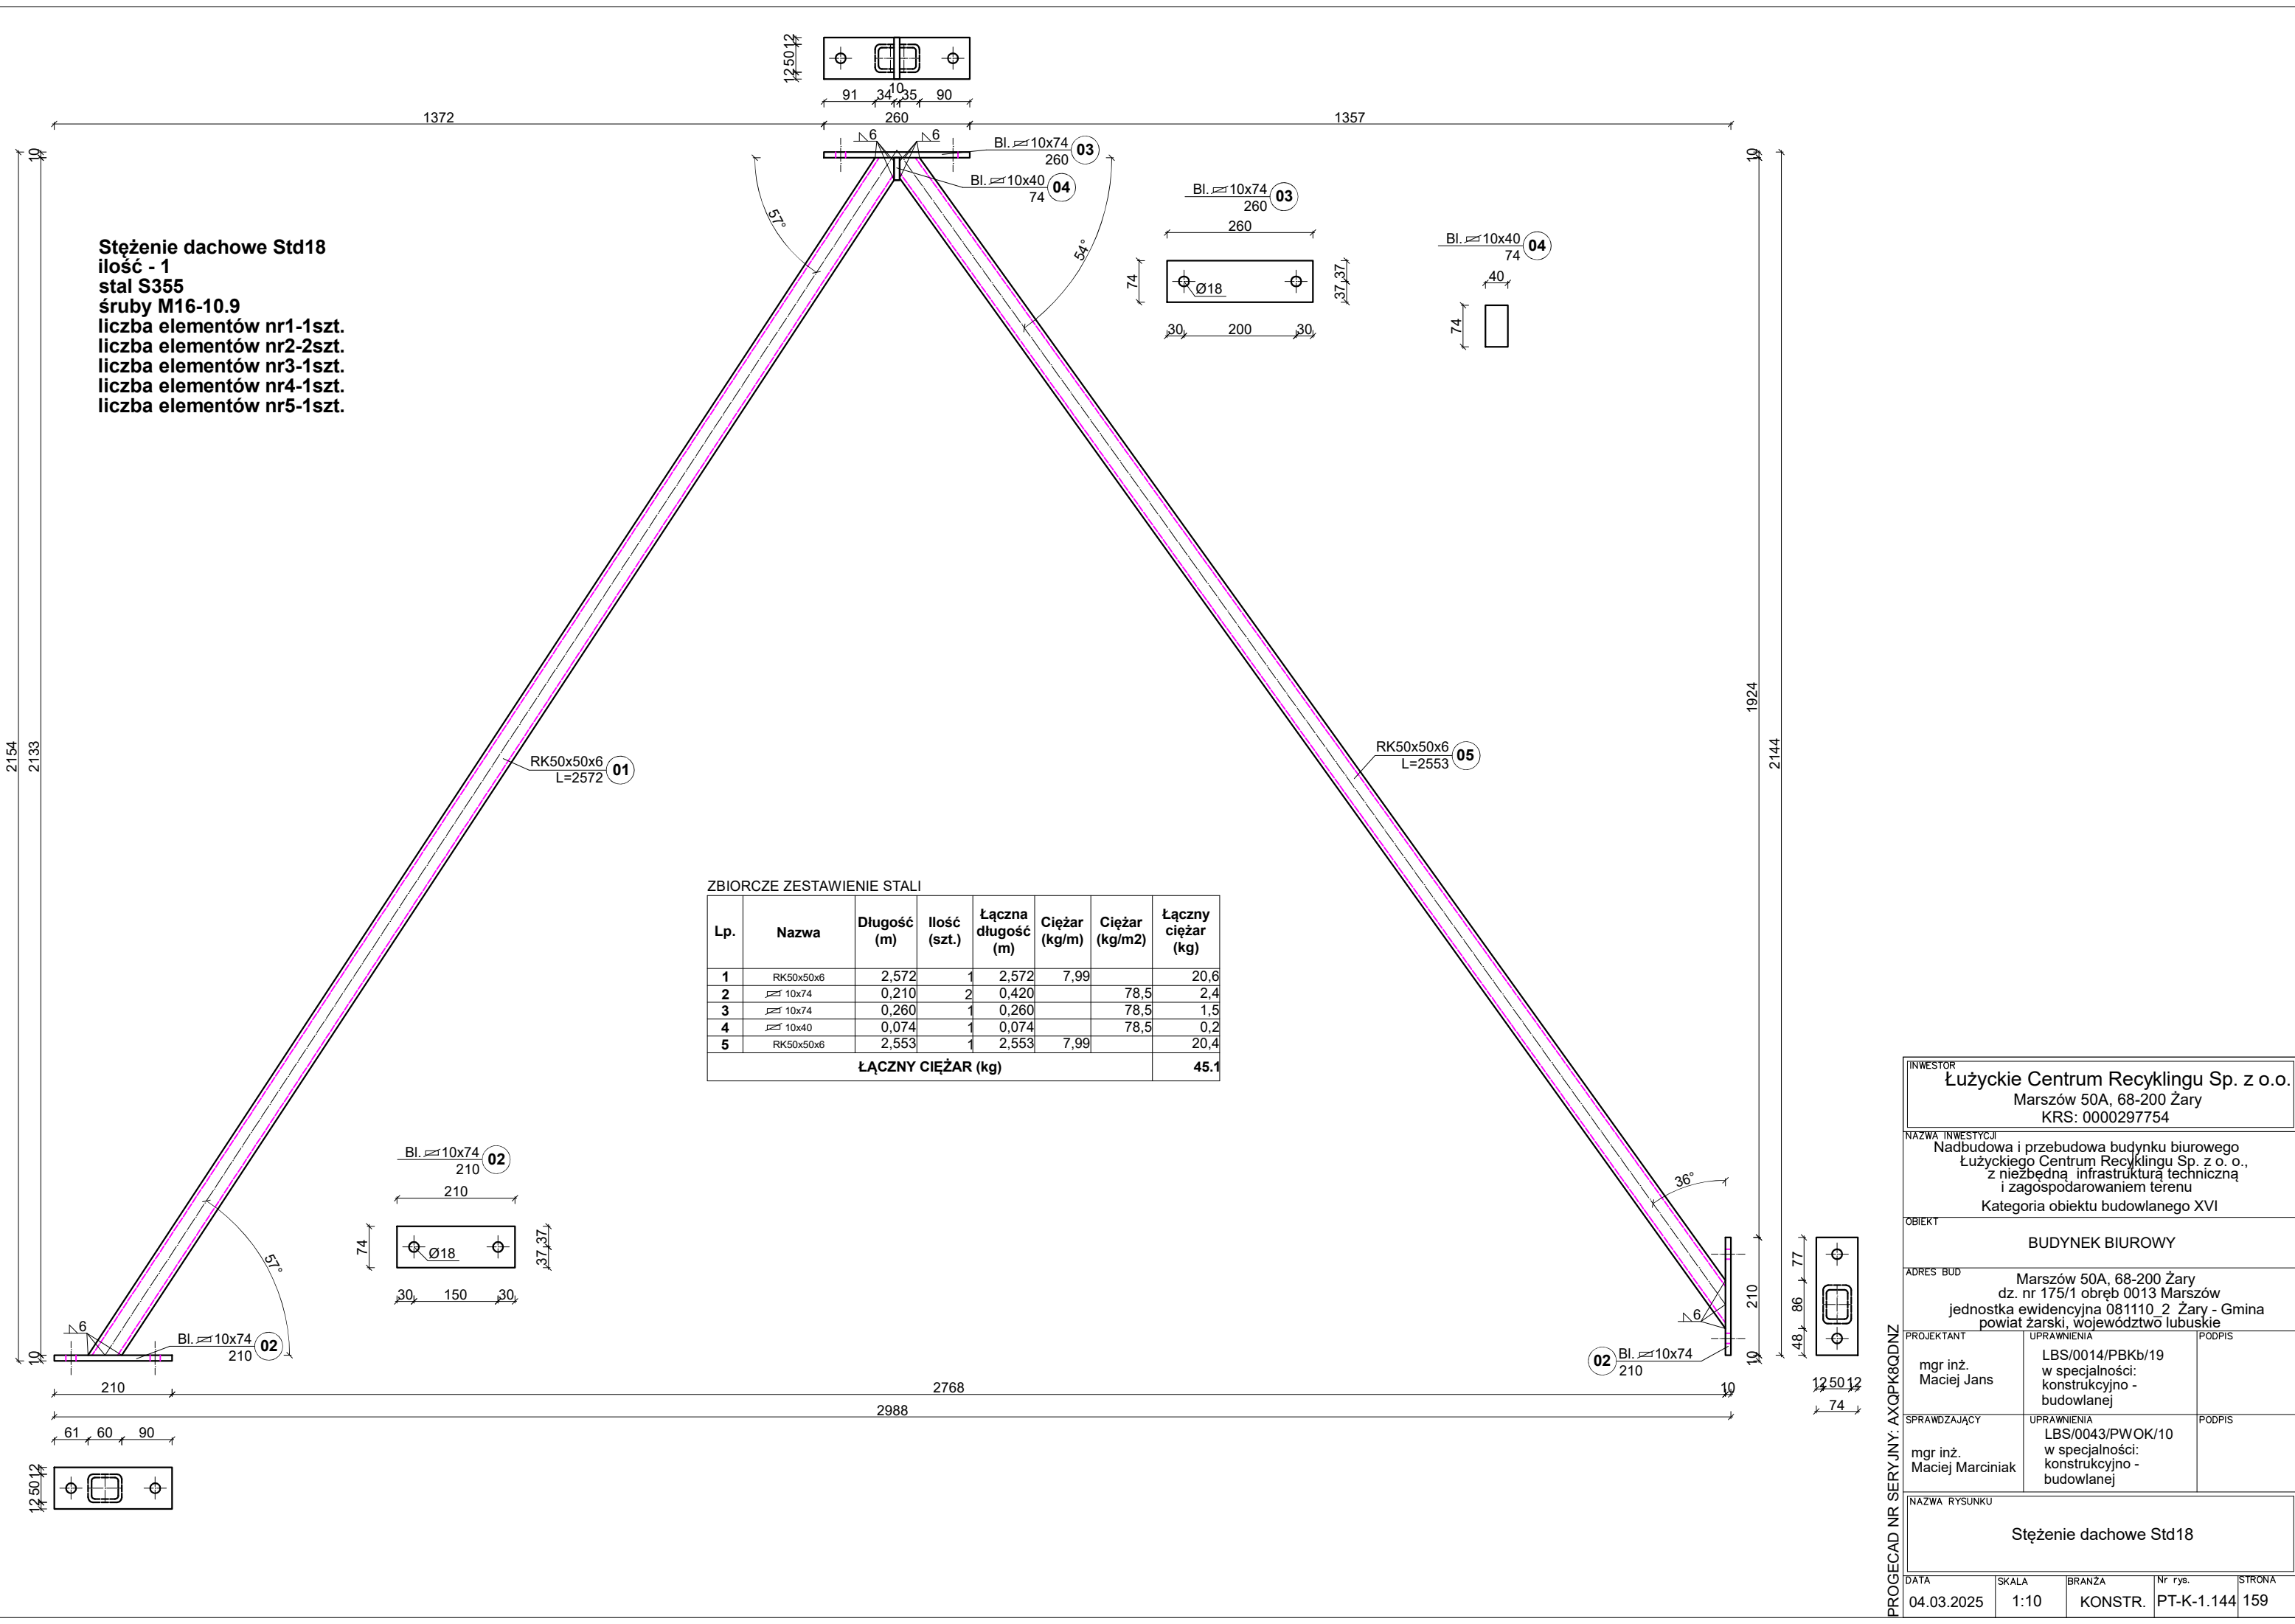 12 50 12
91 34 10 35 90
1372 260 1357
6 6
Bl. 10x74 03
260
Bl. 10x40 04
74
10
10
57°
54°
Stężenie dachowe Std18
ilość - 1
stal S355
śruby M16-10.9
liczba elementów nr1-1szt.
liczba elementów nr2-2szt.
liczba elementów nr3-1szt.
liczba elementów nr4-1szt.
liczba elementów nr5-1szt.
Bl. 10x74 03
260
260
74
Ø18
37 37
30 200 30
Bl. 10x40 04
74
40
74
2154
2133
1924
2144
RK50x50x6 01
L=2572
RK50x50x6 05
L=2553
ZBIORCZE ZESTAWIENIE STALI
Lp. Nazwa Długość (m) Ilość (szt.) Łączna długość (m) Ciężar (kg/m) Ciężar (kg/m2) Łączny ciężar (kg)
1 RK50x50x6 2,572 1 2,572 7,99 20,6
2 10x74 0,210 2 0,420 78,5 2,4
3 10x74 0,260 1 0,260 78,5 1,5
4 10x40 0,074 1 0,074 78,5 0,2
5 RK50x50x6 2,553 1 2,553 7,99 20,4
ŁĄCZNY CIĘŻAR (kg) 45.1
Bl. 10x74 02
210
210
74
Ø18
37 37
30 150 30
57°
6
Bl. 10x74 02
210
10
36°
6
02 Bl. 10x74
210
210
10
77
86
48
12 50 12
74
210 2768 10
2988
61 60 90
12 50 12
INWESTOR
Łużyckie Centrum Recyklingu Sp. z o.o.
Marszów 50A, 68-200 Żary
KRS: 0000297754
NAZWA INWESTYCJI
Nadbudowa i przebudowa budynku biurowego
Łużyckiego Centrum Recyklingu Sp. z o. o.,
z niezbędną infrastrukturą techniczną
i zagospodarowaniem terenu
Kategoria obiektu budowlanego XVI
OBIEKT
BUDYNEK BIUROWY
ADRES BUD
Marszów 50A, 68-200 Żary
dz. nr 175/1 obręb 0013 Marszów
jednostka ewidencyjna 081110_2 Żary - Gmina
powiat żarski, województwo lubuskie
PROJEKTANT UPRAWNIENIA PODPIS
mgr inż.
Maciej Jans
LBS/0014/PBKb/19
w specjalności:
konstrukcyjno -
budowlanej
SPRAWDZAJĄCY UPRAWNIENIA PODPIS
mgr inż.
Maciej Marciniak
LBS/0043/PWOK/10
w specjalności:
konstrukcyjno -
budowlanej
NAZWA RYSUNKU
Stężenie dachowe Std18
DATA SKALA BRANŻA Nr rys. STRONA
04.03.2025 1:10 KONSTR. PT-K-1.144 159
PROGECAD NR SERYJNY: AXQPK8QDNZ